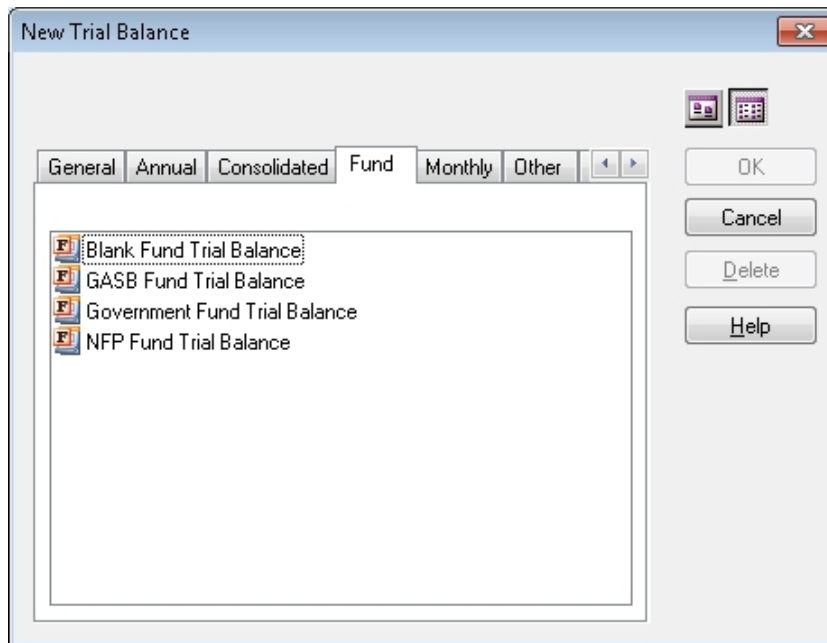 New Trial Balance
General Annual Consolidated Fund Monthly Other
OK
Cancel
Delete
Help
Blank Fund Trial Balance
GASB Fund Trial Balance
Government Fund Trial Balance
NFP Fund Trial Balance